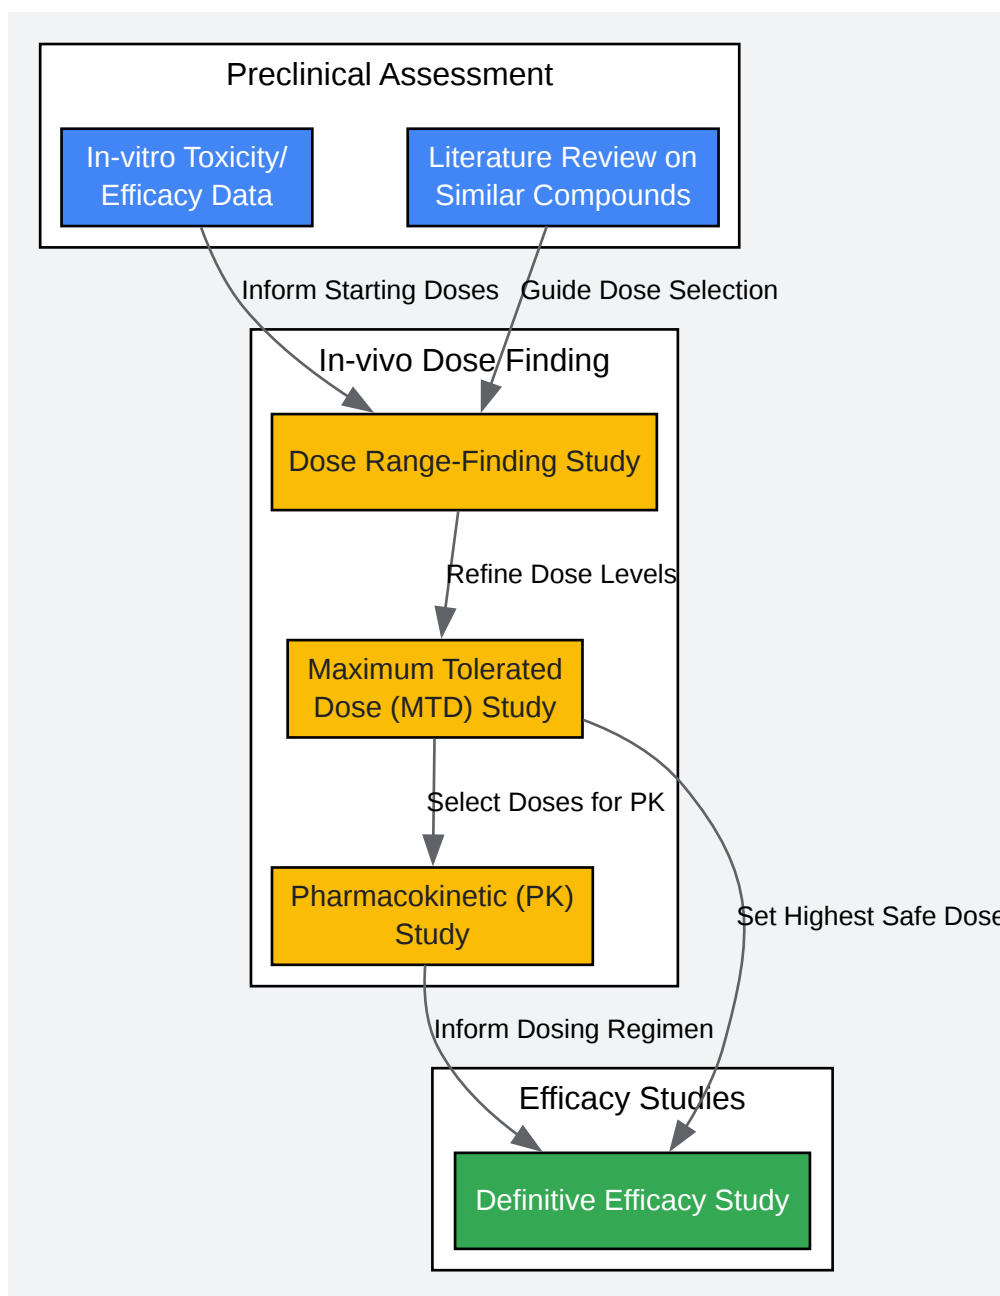 Preclinical Assessment
In-vitro Toxicity/
Efficacy Data
Literature Review on
Similar Compounds
Inform Starting Doses
Guide Dose Selection
In-vivo Dose Finding
Dose Range-Finding Study
Refine Dose Levels
Maximum Tolerated
Dose (MTD) Study
Select Doses for PK
Pharmacokinetic (PK)
Study
Set Highest Safe Dose
Inform Dosing Regimen
Efficacy Studies
Definitive Efficacy Study